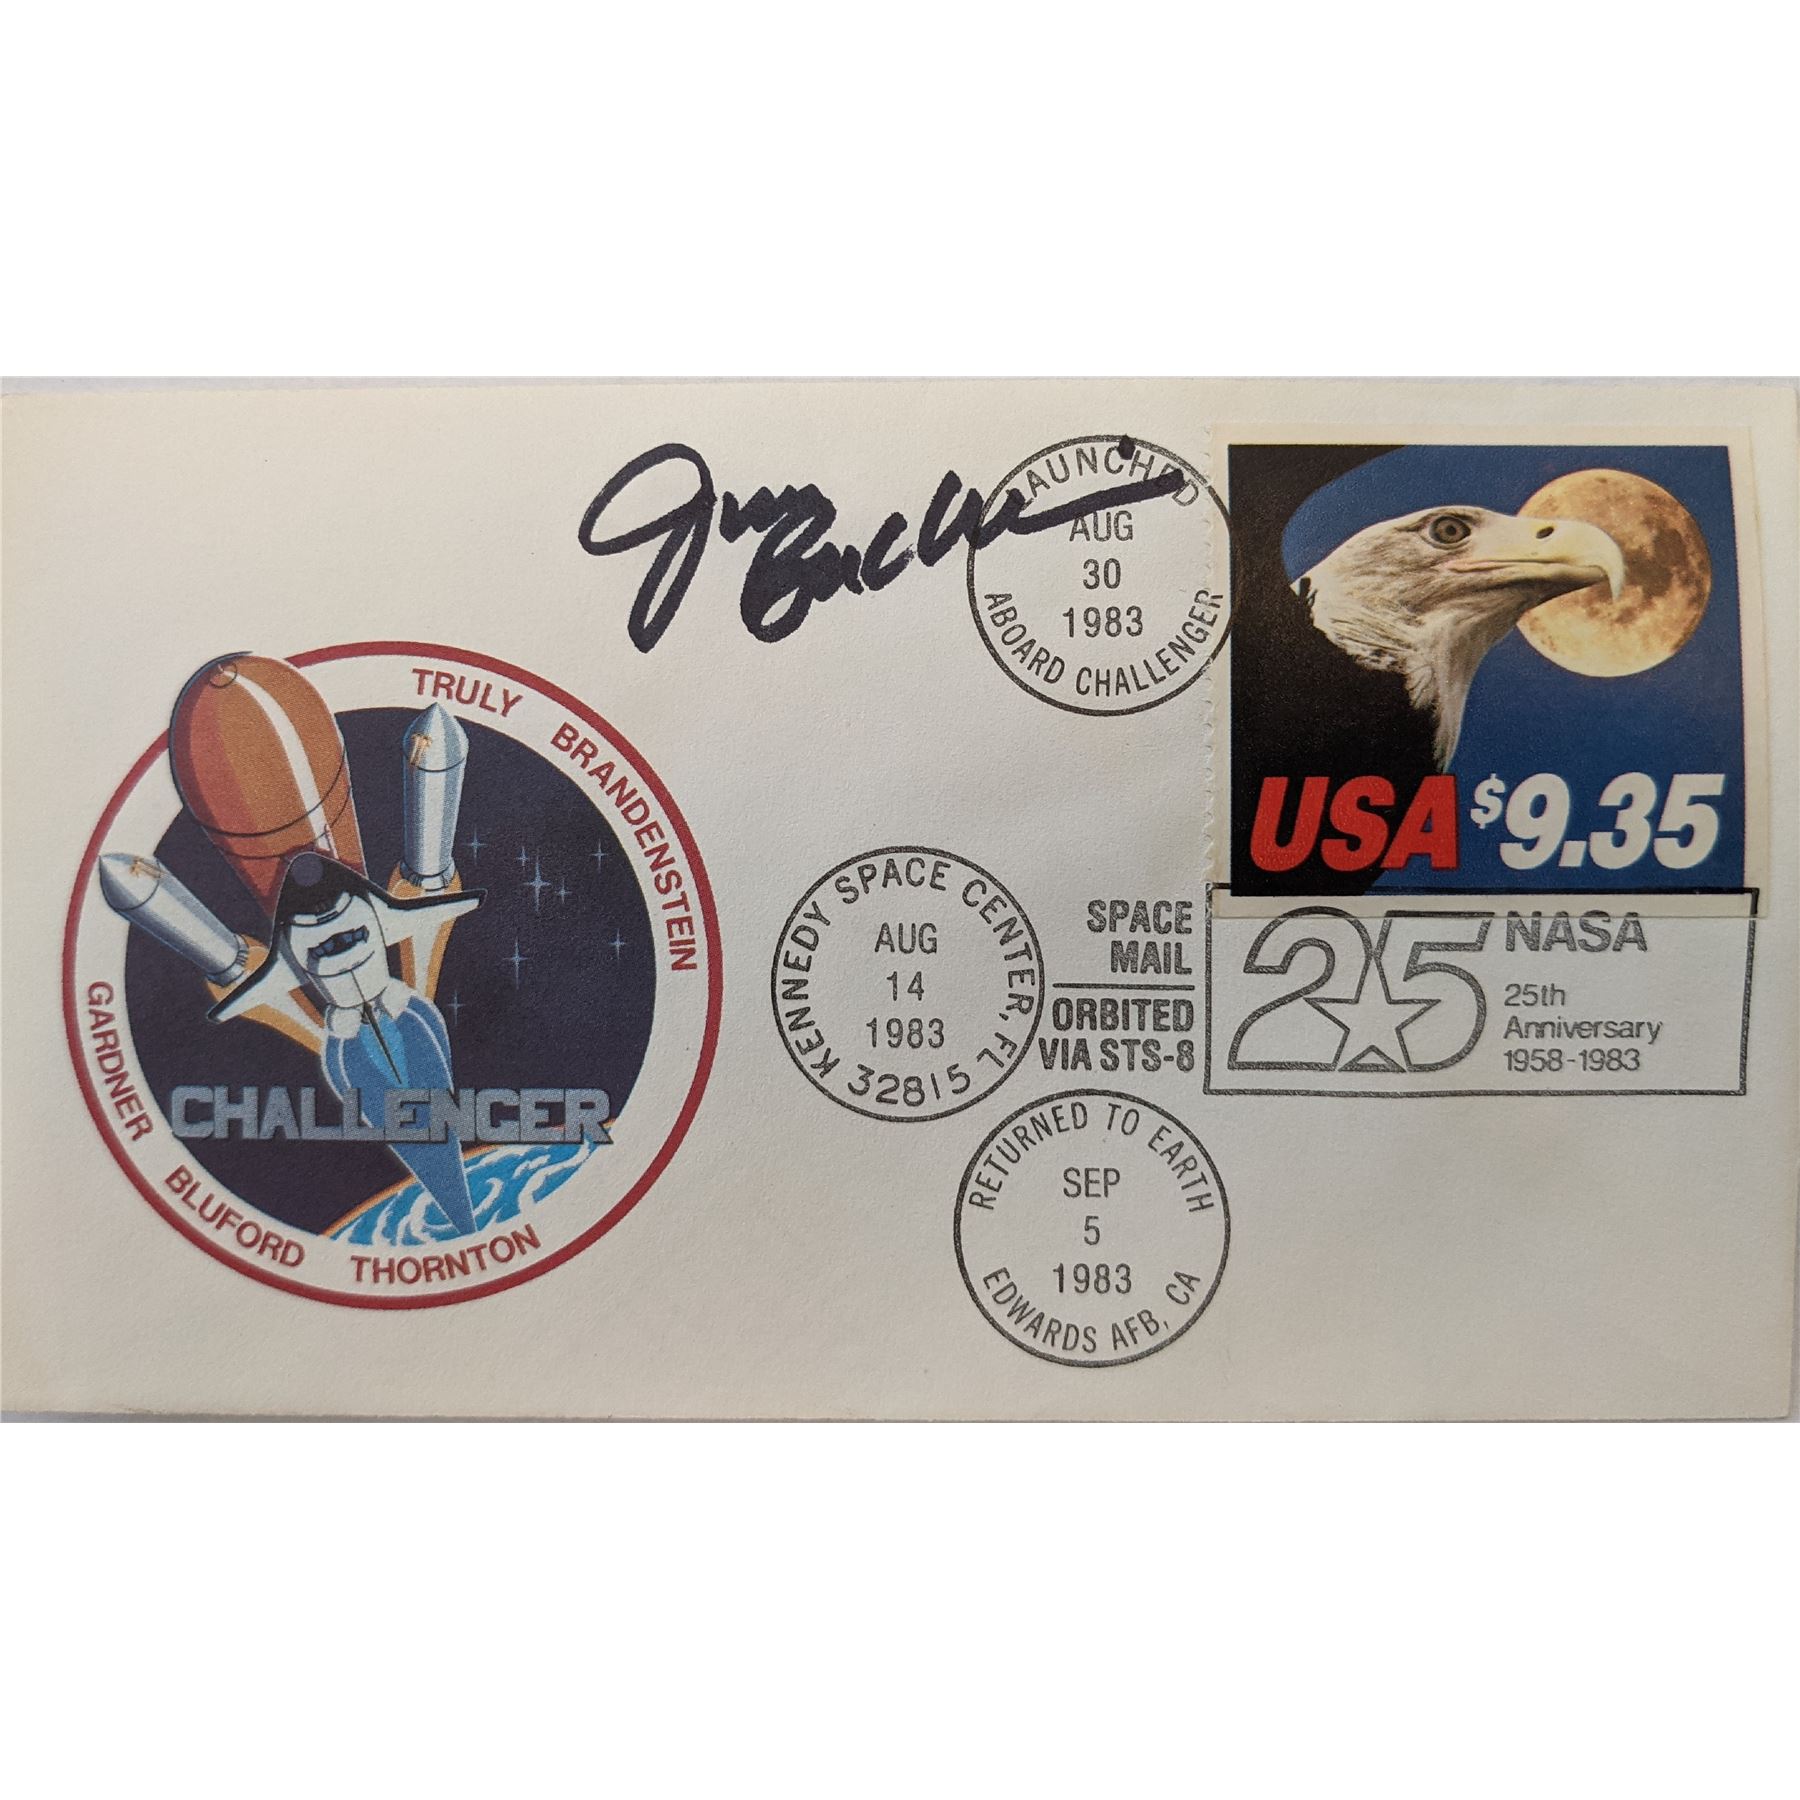 Jim
LAUNCHED
AUG
30
1983
ABOARD CHALLENGER
USA $9.35
TRULY BRANDENSTEIN
GARDNER BLUFORD THORNTON
CHALLENGER
KENNEDY SPACE CENTER, FL
AUG
14
1983
32815
SPACE
MAIL
ORBITED
VIA STS-8
25 NASA
25th
Anniversary
1958-1983
RETURNED TO EARTH
SEP
5
1983
EDWARDS AFB, CA